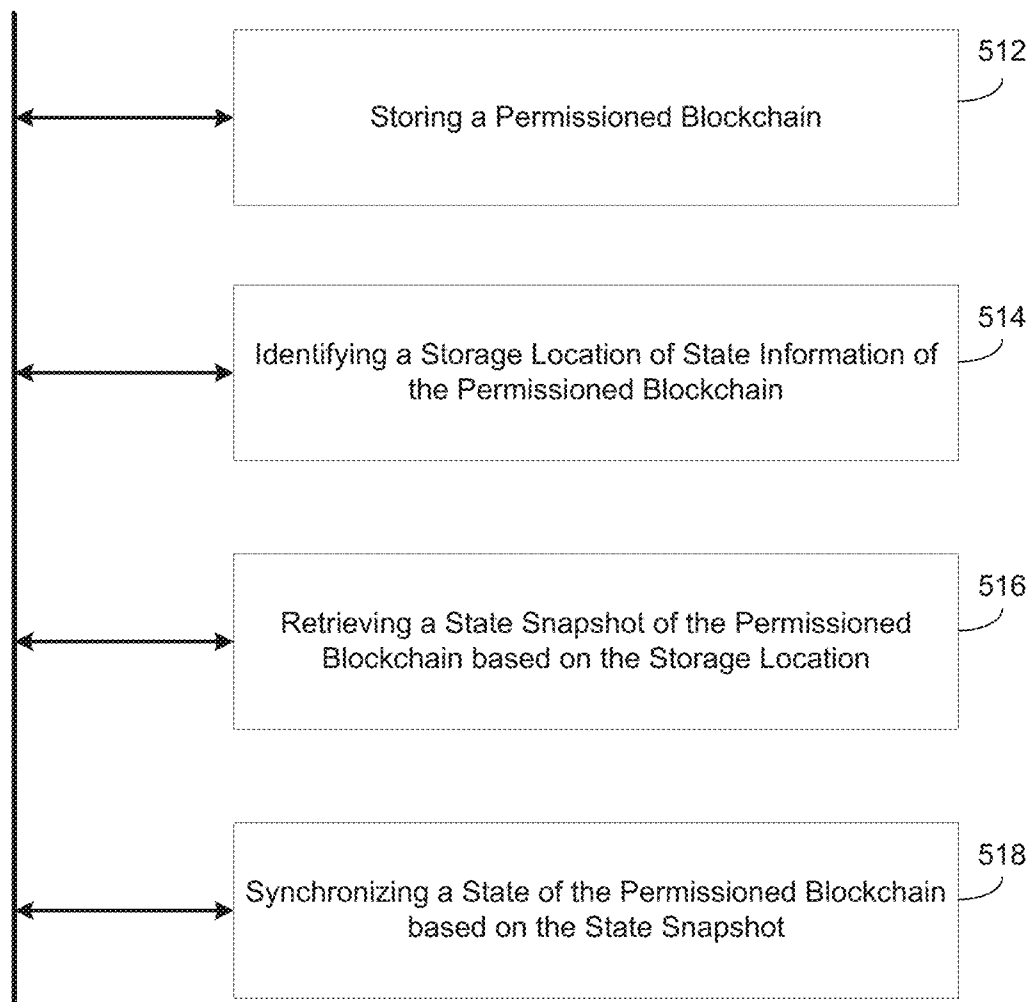 512
Storing a Permissioned Blockchain
514
Identifying a Storage Location of State Information of
the Permissioned Blockchain
516
Retrieving a State Snapshot of the Permissioned
Blockchain based on the Storage Location
518
Synchronizing a State of the Permissioned Blockchain
based on the State Snapshot